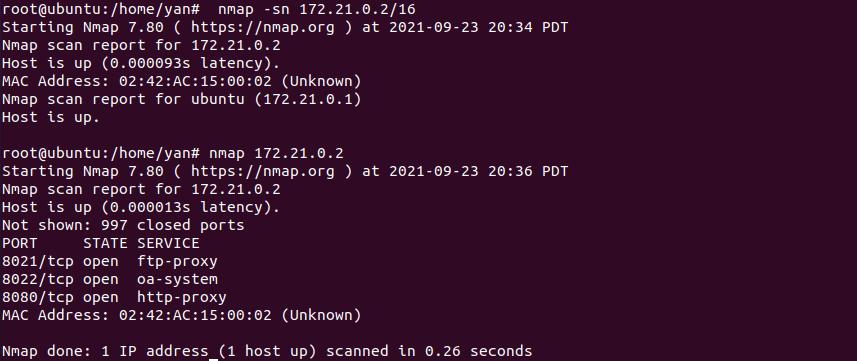 root@ubuntu:/home/yan#  nmap -sn 172.21.0.2/16
Starting Nmap 7.80 ( https://nmap.org ) at 2021-09-23 20:34 PDT
Nmap scan report for 172.21.0.2
Host is up (0.000093s latency).
MAC Address: 02:42:AC:15:00:02 (Unknown)
Nmap scan report for ubuntu (172.21.0.1)
Host is up.
root@ubuntu:/home/yan# nmap 172.21.0.2
Starting Nmap 7.80 ( https://nmap.org ) at 2021-09-23 20:36 PDT
Nmap scan report for 172.21.0.2
Host is up (0.000013s latency).
Not shown: 997 closed ports
PORT     STATE SERVICE
8021/tcp open  ftp-proxy
8022/tcp open  oa-system
8080/tcp open  http-proxy
MAC Address: 02:42:AC:15:00:02 (Unknown)
Nmap done: 1 IP address (1 host up) scanned in 0.26 seconds